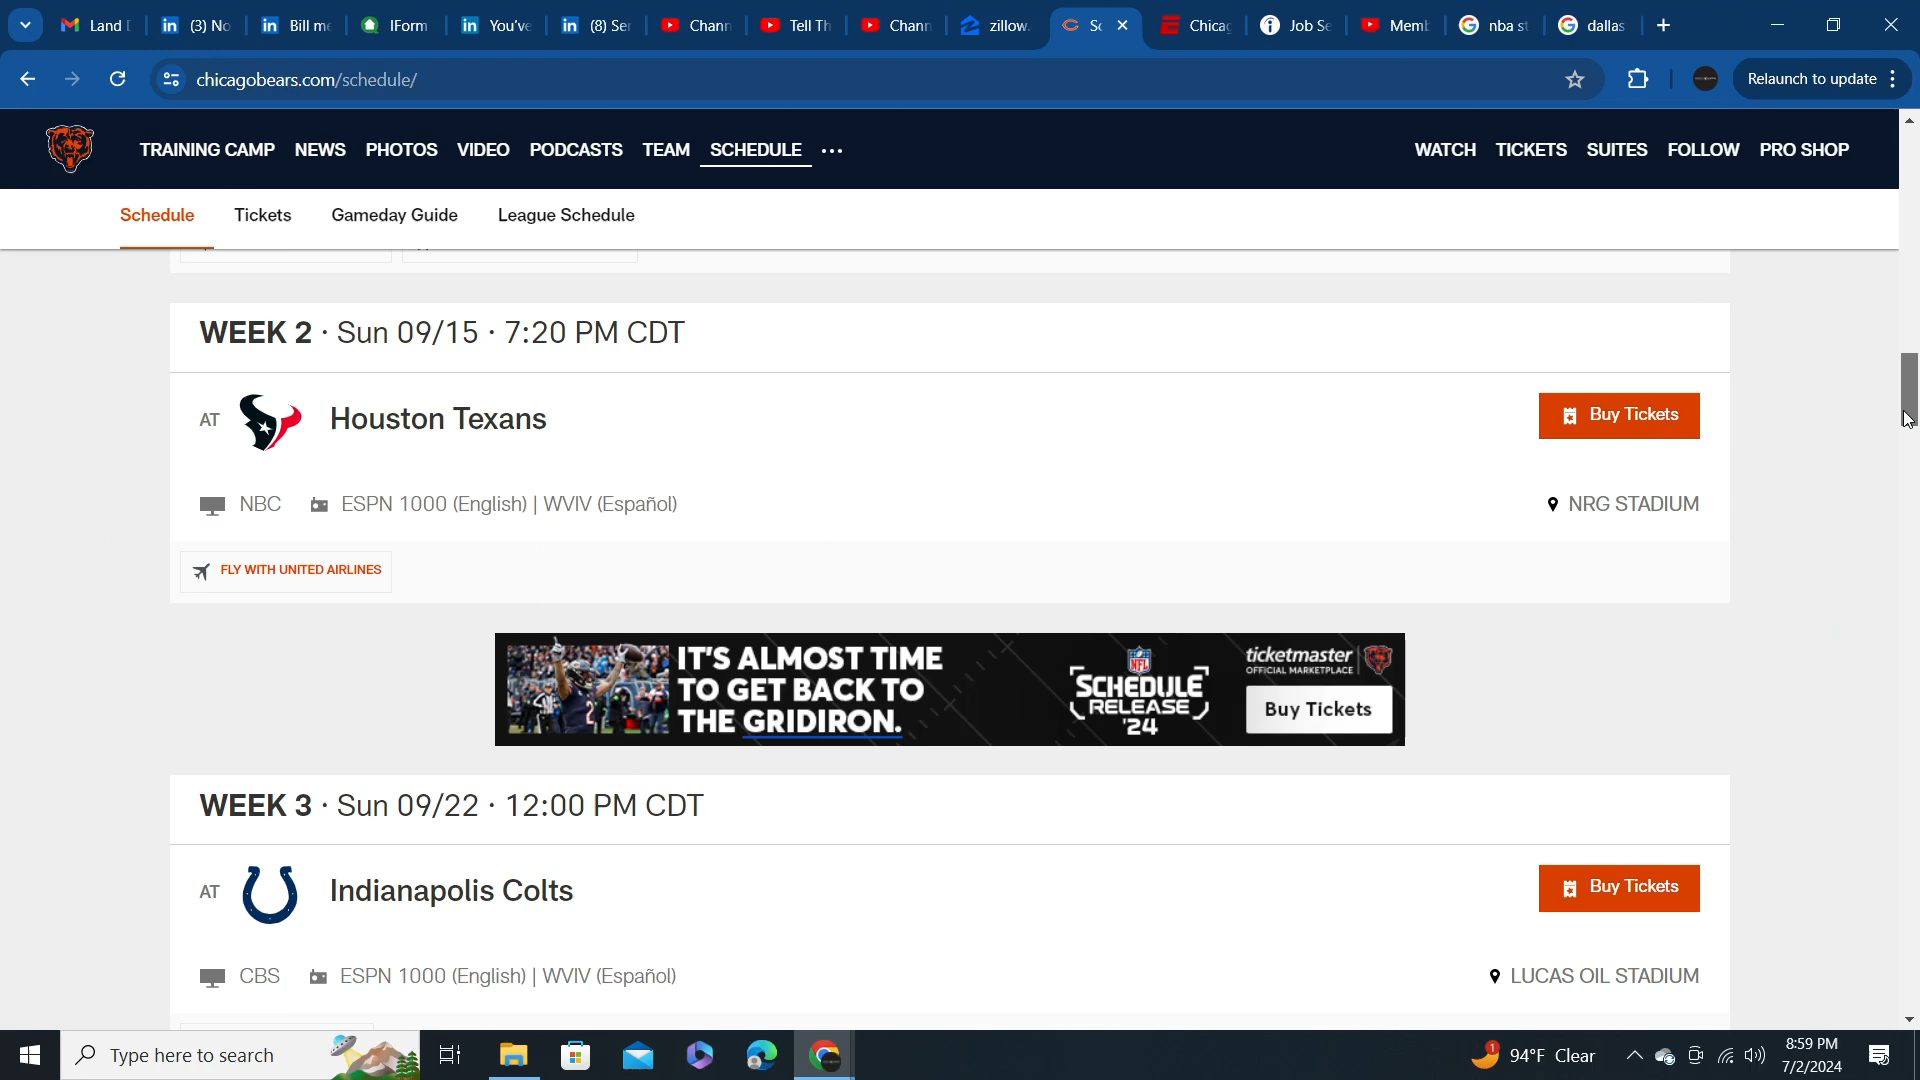 Land D
(3) No
Bill me
IForm
You've
(8) Ser
Chann
Tell Th
Chann
zillow.
Sc
Chicag
Job Se
Memb
nba st
dallas
chicagobears.com/schedule/
Relaunch to update
TRAINING CAMP NEWS PHOTOS VIDEO PODCASTS TEAM SCHEDULE ••• WATCH TICKETS SUITES FOLLOW PRO SHOP
Schedule Tickets Gameday Guide League Schedule
WEEK 2 · Sun 09/15 · 7:20 PM CDT
AT Houston Texans Buy Tickets
NBC ESPN 1000 (English) | WVIV (Español) NRG STADIUM
FLY WITH UNITED AIRLINES
IT'S ALMOST TIME
TO GET BACK TO
THE GRIDIRON.
NFL
SCHEDULE
RELEASE
'24
ticketmaster
OFFICIAL MARKETPLACE
Buy Tickets
WEEK 3 · Sun 09/22 · 12:00 PM CDT
AT Indianapolis Colts Buy Tickets
CBS ESPN 1000 (English) | WVIV (Español) LUCAS OIL STADIUM
Type here to search
1
94°F Clear
8:59 PM
7/2/2024